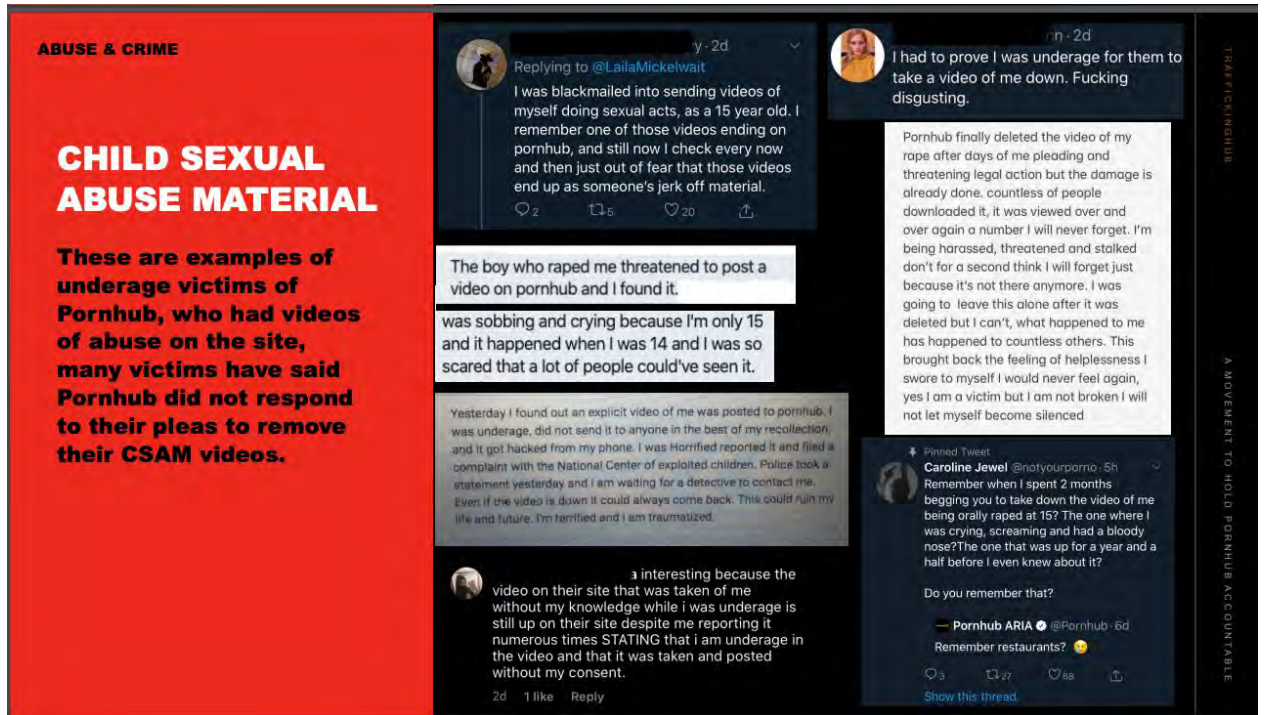 ABUSE & CRIME
CHILD SEXUAL
ABUSE MATERIAL
These are examples of
underage victims of
Pornhub, who had videos
of abuse on the site,
many victims have said
Pornhub did not respond
to their pleas to remove
their CSAM videos.
y · 2d
Replying to @LailaMickelwait
I was blackmailed into sending videos of
myself doing sexual acts, as a 15 year old. I
remember one of those videos ending on
pornhub, and still now I check every now
and then just out of fear that those videos
end up as someone's jerk off material.
2 5 20
The boy who raped me threatened to post a
video on pornhub and I found it.
was sobbing and crying because I'm only 15
and it happened when I was 14 and I was so
scared that a lot of people could've seen it.
Yesterday I found out an explicit video of me was posted to pornhub, I
was underage, did not send it to anyone in the best of my recollection,
and it got hacked from my phone. I was Horrified reported it and filed a
complaint with the National Center of exploited children. Police took a
statement yesterday and i am waiting for a detective to contact me.
Even if the video is down it could always come back. This could ruin my
life and future. I'm terrified and I am traumatized.
interesting because the
video on their site that was taken of me
without my knowledge while i was underage is
still up on their site despite me reporting it
numerous times STATING that i am underage in
the video and that it was taken and posted
without my consent.
2d 1 like Reply
n · 2d
I had to prove I was underage for them to
take a video of me down. Fucking
disgusting.
Pornhub finally deleted the video of my
rape after days of me pleading and
threatening legal action but the damage is
already done. countless of people
downloaded it, it was viewed over and
over again a number I will never forget. I'm
being harassed, threatened and stalked
don't for a second think I will forget just
because it's not there anymore. I was
going to leave this alone after it was
deleted but I can't, what happened to me
has happened to countless others. This
brought back the feeling of helplessness I
swore to myself I would never feel again,
yes I am a victim but I am not broken I will
not let myself become silenced
Pinned Tweet
Caroline Jewel @notyourporno · 5h
Remember when I spent 2 months
begging you to take down the video of me
being orally raped at 15? The one where I
was crying, screaming and had a bloody
nose?The one that was up for a year and a
half before I even knew about it?
Do you remember that?
Pornhub ARIA @Pornhub · 6d
Remember restaurants? 😢
3 27 68
Show this thread
TRAFFICKINGHUB
A MOVEMENT TO HOLD PORNHUB ACCOUNTABLE